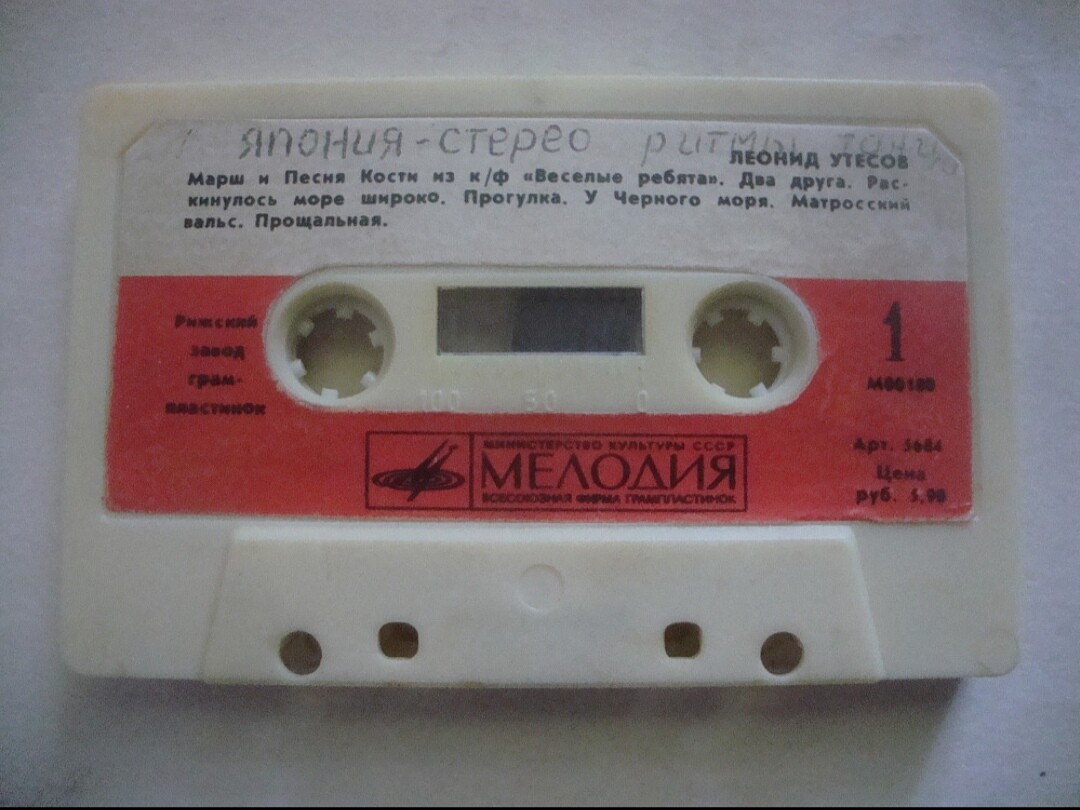 ЯПОНИЯ-СТЕРЕО РИТМЫ
ЛЕОНИД УТЕСОВ
Марш и Песня Кости из к/ф «Веселые ребята». Два друга. Рас-
кинулось море широко. Прогулка. У Черного моря. Матросский
вальс. Прощальная.
Рижский
завод
грам-
пластинок
1
М00180
100 50 0
МИНИСТЕРСТВО КУЛЬТУРЫ СССР
МЕЛОДИЯ
ВСЕСОЮЗНАЯ ФИРМА ГРАМПЛАСТИНОК
Арт. 5684
Цена
руб. 5.90